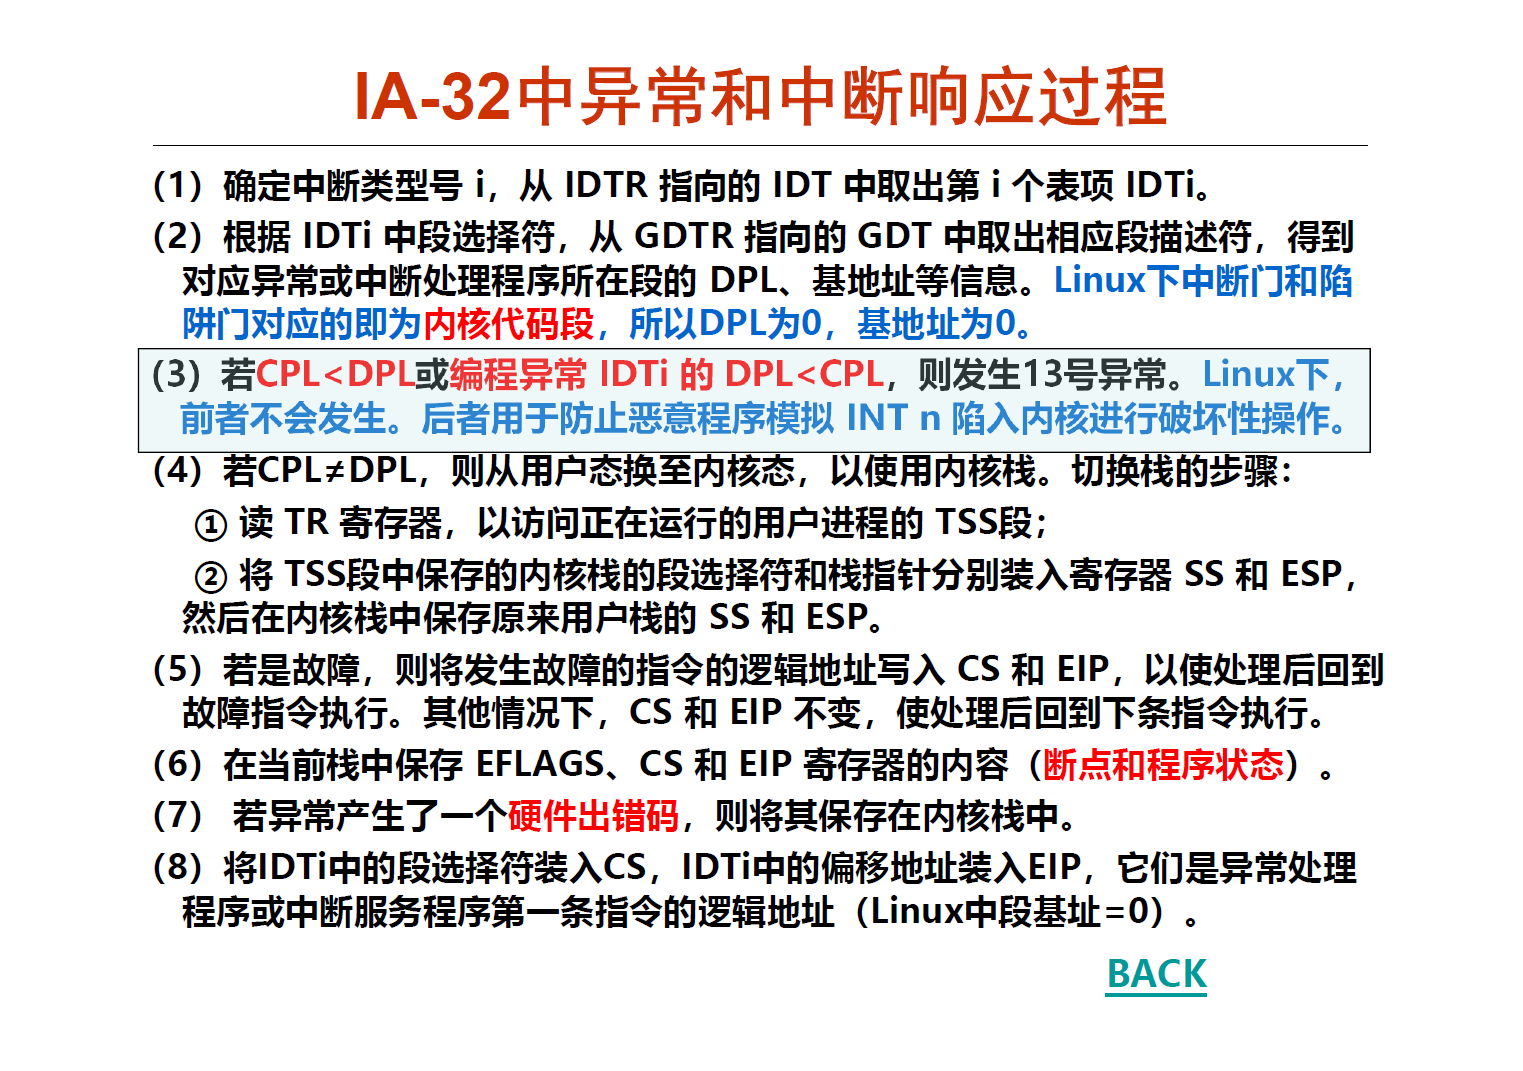 IA-32中异常和中断响应过程
（1）确定中断类型号 i，从 IDTR 指向的 IDT 中取出第 i 个表项 IDTi。
（2）根据 IDTi 中段选择符，从 GDTR 指向的 GDT 中取出相应段描述符，得到
对应异常或中断处理程序所在段的 DPL、基地址等信息。Linux下中断门和陷
阱门对应的即为内核代码段，所以DPL为0，基地址为0。
（3）若CPL<DPL或编程异常 IDTi 的 DPL<CPL，则发生13号异常。Linux下，
前者不会发生。后者用于防止恶意程序模拟 INT n 陷入内核进行破坏性操作。
（4）若CPL≠DPL，则从用户态换至内核态，以使用内核栈。切换栈的步骤：
① 读 TR 寄存器，以访问正在运行的用户进程的 TSS段；
② 将 TSS段中保存的内核栈的段选择符和栈指针分别装入寄存器 SS 和 ESP，
然后在内核栈中保存原来用户栈的 SS 和 ESP。
（5）若是故障，则将发生故障的指令的逻辑地址写入 CS 和 EIP，以使处理后回到
故障指令执行。其他情况下，CS 和 EIP 不变，使处理后回到下条指令执行。
（6）在当前栈中保存 EFLAGS、CS 和 EIP 寄存器的内容（断点和程序状态）。
（7） 若异常产生了一个硬件出错码，则将其保存在内核栈中。
（8）将IDTi中的段选择符装入CS，IDTi中的偏移地址装入EIP，它们是异常处理
程序或中断服务程序第一条指令的逻辑地址（Linux中段基址=0）。
BACK